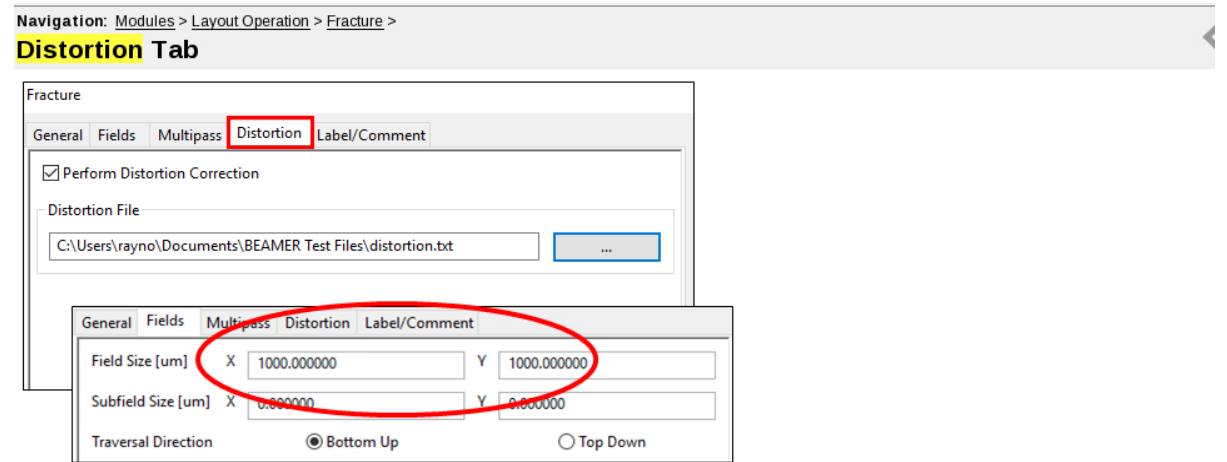 Navigation: Modules > Layout Operation > Fracture >
Distortion Tab
Fracture
General Fields Multipass Distortion Label/Comment
Perform Distortion Correction
Distortion File
C:\Users\rayno\Documents\BEAMER Test Files\distortion.txt ...
General Fields Multipass Distortion Label/Comment
Field Size [um] X 1000.000000 Y 1000.000000
Subfield Size [um] X 0.000000 Y 0.000000
Traversal Direction Bottom Up Top Down